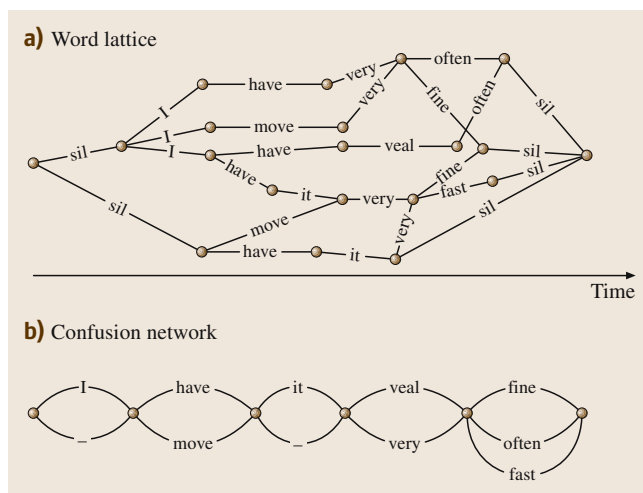 a) Word lattice
very often
I have
very fine often sil
I move
sil I have veal sil
have fine
it very fast sil
sil move sil
very
have it
Time
b) Confusion network
I have it veal fine
– move – very often
fast